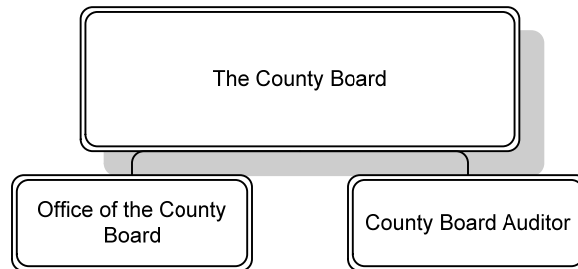 The County Board
Office of the County
Board
County Board Auditor